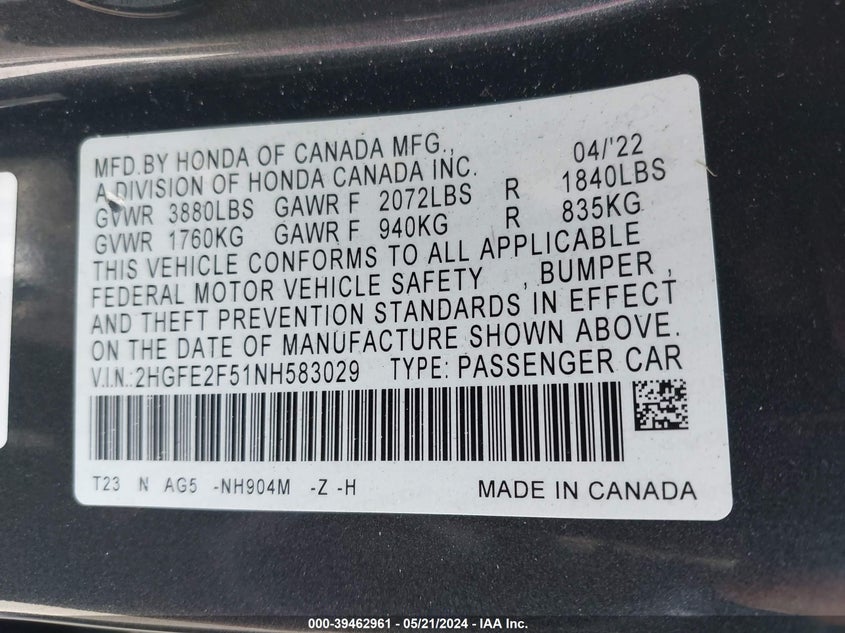 MFD.BY HONDA OF CANADA MFG., 04/'22
A DIVISION OF HONDA CANADA INC.
GVWR 3880LBS GAWR F 2072LBS R 1840LBS
GVWR 1760KG GAWR F 940KG R 835KG
THIS VEHICLE CONFORMS TO ALL APPLICABLE
FEDERAL MOTOR VEHICLE SAFETY , BUMPER ,
AND THEFT PREVENTION STANDARDS IN EFFECT
ON THE DATE OF MANUFACTURE SHOWN ABOVE.
V.I.N.:2HGFE2F51NH583029 TYPE: PASSENGER CAR
T23 N AG5 -NH904M -Z -H MADE IN CANADA
000-39462961 - 05/21/2024 - IAA Inc.